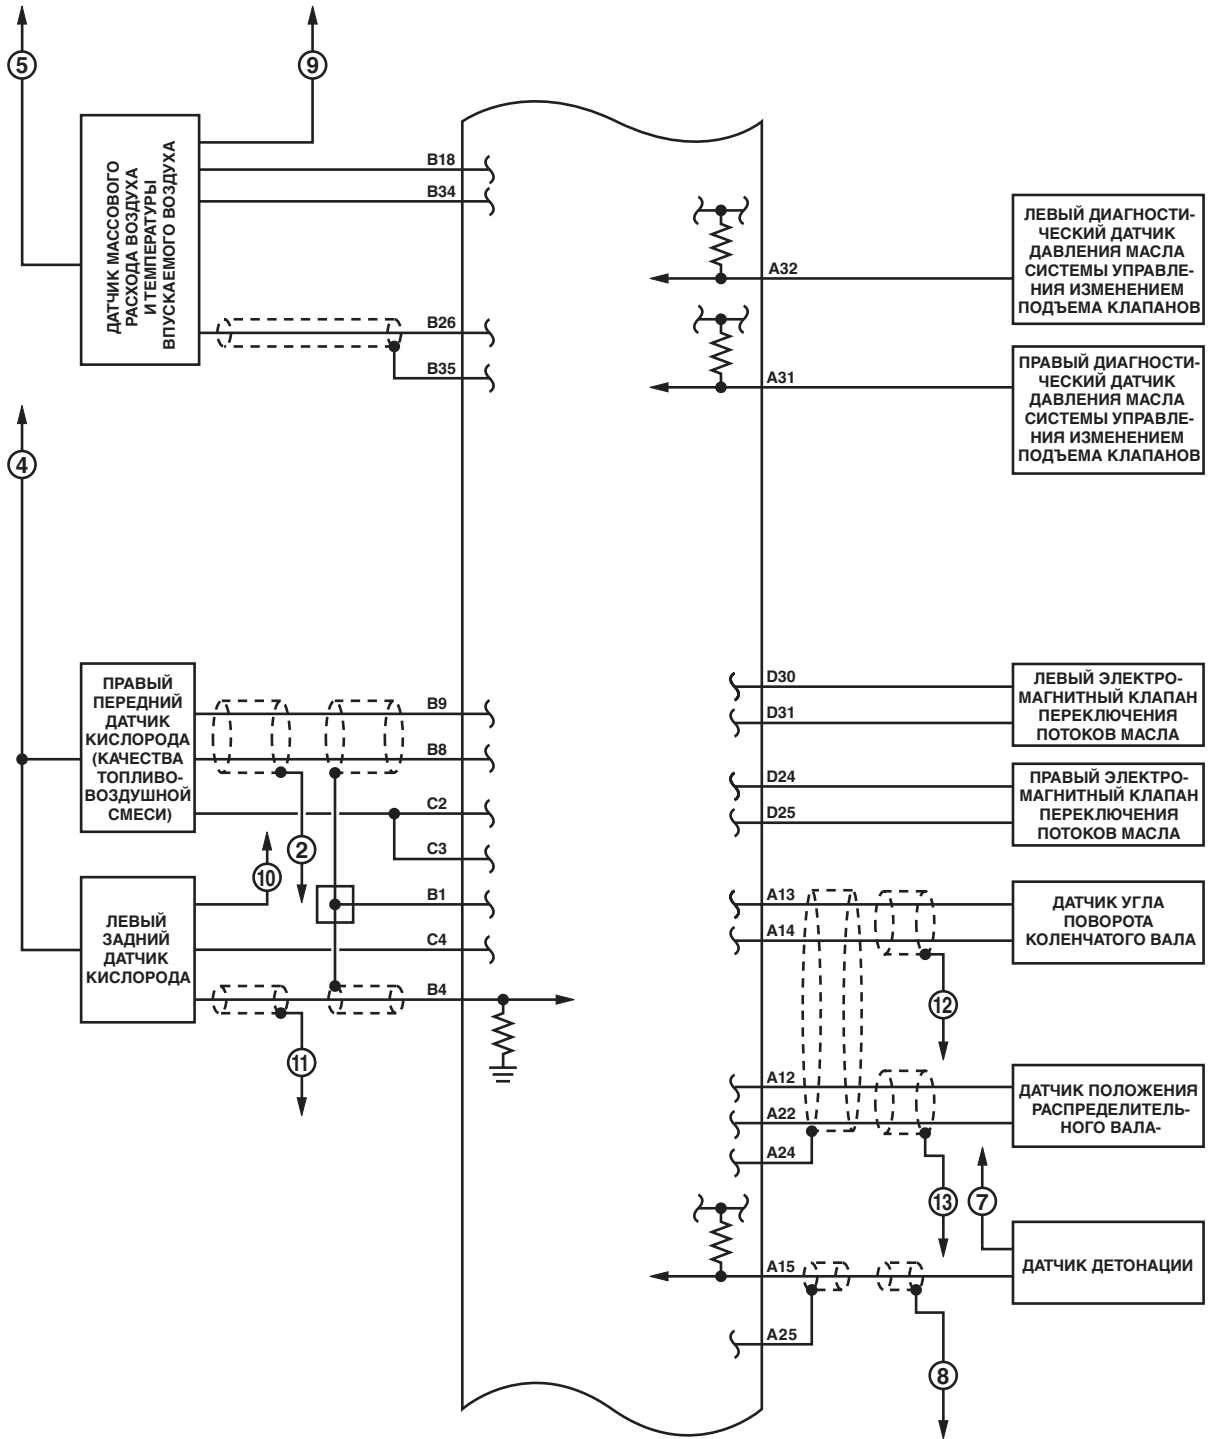 5
9
ДАТЧИК МАССОВОГО
РАСХОДА ВОЗДУХА
И ТЕМПЕРАТУРЫ
ВПУСКАЕМОГО ВОЗДУХА
B18
B34
B26
B35
A32
ЛЕВЫЙ ДИАГНОСТИ-
ЧЕСКИЙ ДАТЧИК
ДАВЛЕНИЯ МАСЛА
СИСТЕМЫ УПРАВЛЕ-
НИЯ ИЗМЕНЕНИЕМ
ПОДЪЕМА КЛАПАНОВ
A31
ПРАВЫЙ ДИАГНОСТИ-
ЧЕСКИЙ ДАТЧИК
ДАВЛЕНИЯ МАСЛА
СИСТЕМЫ УПРАВЛЕ-
НИЯ ИЗМЕНЕНИЕМ
ПОДЪЕМА КЛАПАНОВ
4
ПРАВЫЙ
ПЕРЕДНИЙ
ДАТЧИК
КИСЛОРОДА
(КАЧЕСТВА
ТОПЛИВО-
ВОЗДУШНОЙ
СМЕСИ)
B9
B8
C2
C3
2
10
B1
C4
B4
ЛЕВЫЙ
ЗАДНИЙ
ДАТЧИК
КИСЛОРОДА
11
D30
D31
ЛЕВЫЙ ЭЛЕКТРО-
МАГНИТНЫЙ КЛАПАН
ПЕРЕКЛЮЧЕНИЯ
ПОТОКОВ МАСЛА
D24
D25
ПРАВЫЙ ЭЛЕКТРО-
МАГНИТНЫЙ КЛАПАН
ПЕРЕКЛЮЧЕНИЯ
ПОТОКОВ МАСЛА
A13
A14
ДАТЧИК УГЛА
ПОВОРОТА
КОЛЕНЧАТОГО ВАЛА
12
A12
A22
A24
ДАТЧИК ПОЛОЖЕНИЯ
РАСПРЕДЕЛИТЕЛЬ-
НОГО ВАЛА-
13
7
A15
A25
ДАТЧИК ДЕТОНАЦИИ
8